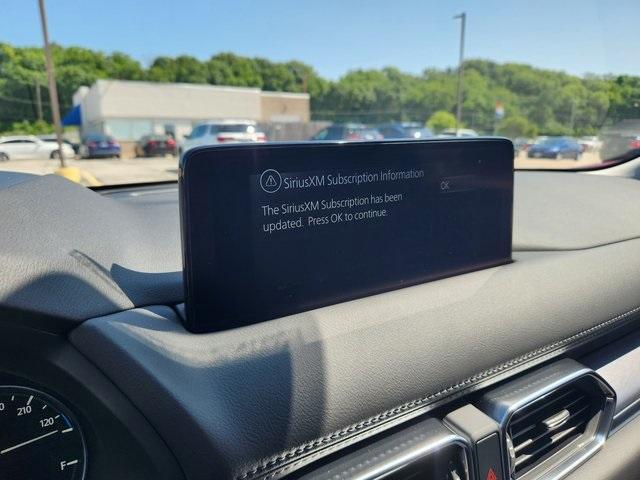 SiriusXM Subscription Information
The SiriusXM Subscription has been
updated. Press OK to continue.
OK
210
120
F